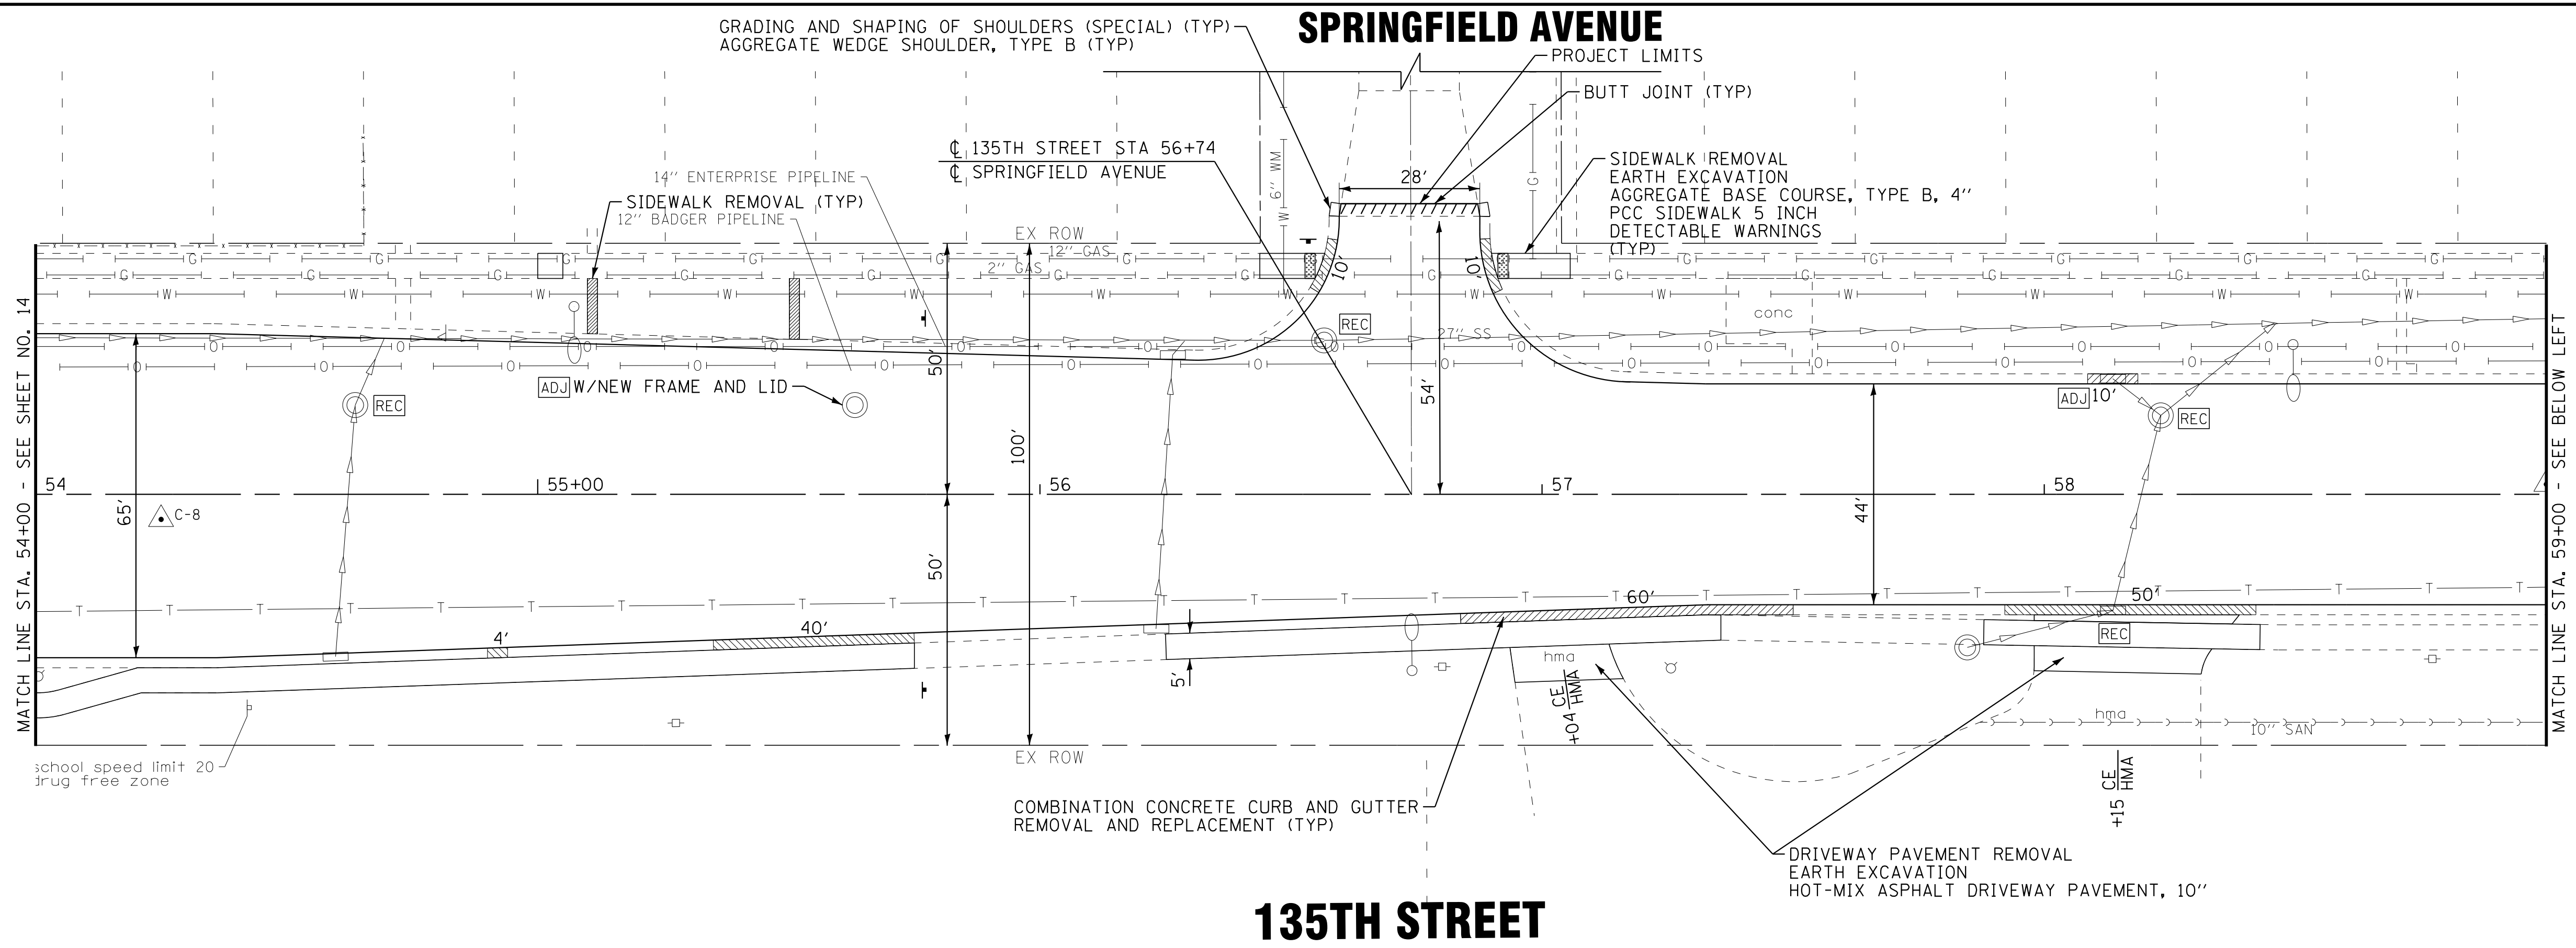 GRADING AND SHAPING OF SHOULDERS (SPECIAL) (TYP)
AGGREGATE WEDGE SHOULDER, TYPE B (TYP)
SPRINGFIELD AVENUE
PROJECT LIMITS
BUTT JOINT (TYP)
℄ 135TH STREET STA 56+74
℄ SPRINGFIELD AVENUE
SIDEWALK REMOVAL
EARTH EXCAVATION
AGGREGATE BASE COURSE, TYPE B, 4''
PCC SIDEWALK 5 INCH
DETECTABLE WARNINGS
(TYP)
14'' ENTERPRISE PIPELINE
SIDEWALK REMOVAL (TYP)
12'' BADGER PIPELINE
6'' WM
W
G
28'
EX ROW
12'' GAS
2'' GAS
G G G G G G G G G G G G
G G G G G G G G G G G G
W W W W W W W W W W W W W
10'
10'
conc
REC
27'' SS
O O O O O O O O O O O O
O O O O O O O O O O O O
50'
54'
ADJ W/NEW FRAME AND LID
REC
ADJ 10'
REC
MATCH LINE STA. 54+00 - SEE SHEET NO. 14
MATCH LINE STA. 59+00 - SEE BELOW LEFT
100'
54
55+00
56
57
58
65'
C-8
44'
50'
T T T T T T T T T T T T T T T T T T T T T T T T T T T
4'
40'
60'
50'
REC
5'
hma
+04 CE
HMA
hma
10'' SAN
+15 CE
HMA
EX ROW
school speed limit 20
drug free zone
COMBINATION CONCRETE CURB AND GUTTER
REMOVAL AND REPLACEMENT (TYP)
DRIVEWAY PAVEMENT REMOVAL
EARTH EXCAVATION
HOT-MIX ASPHALT DRIVEWAY PAVEMENT, 10''
135TH STREET